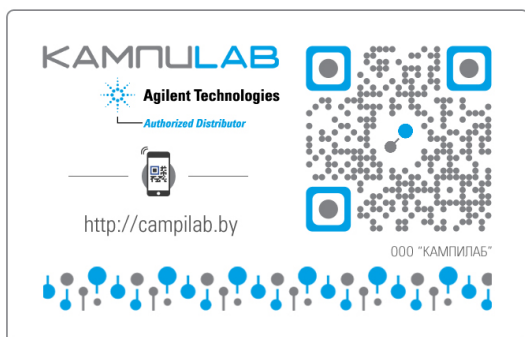 КАМПИLAB
Agilent Technologies
Authorized Distributor
http://campilab.by
ООО "КАМПИЛАБ"